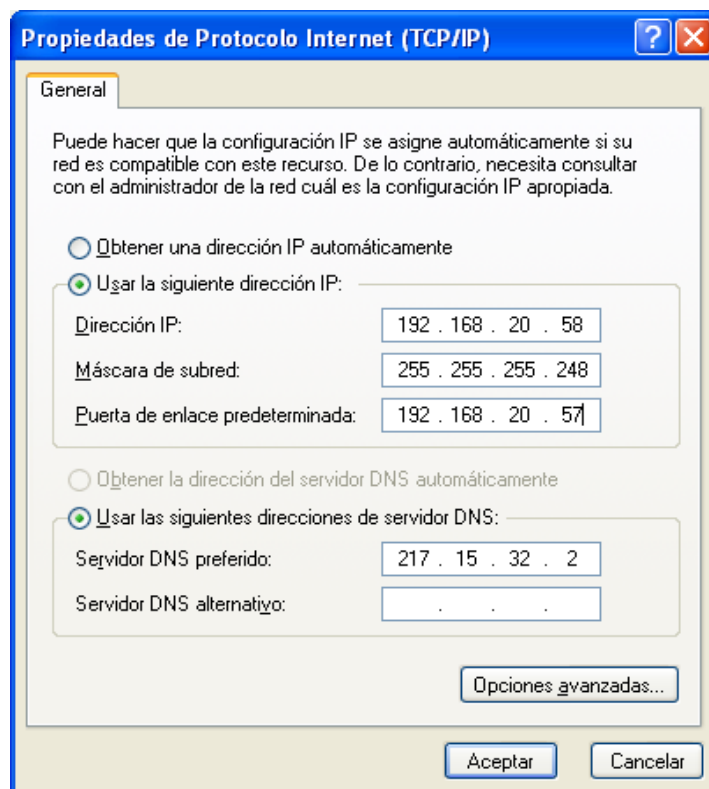 Propiedades de Protocolo Internet (TCP/IP)
General
Puede hacer que la configuración IP se asigne automáticamente si su
red es compatible con este recurso. De lo contrario, necesita consultar
con el administrador de la red cuál es la configuración IP apropiada.
Obtener una dirección IP automáticamente
Usar la siguiente dirección IP:
Dirección IP: 192 . 168 . 20 . 58
Máscara de subred: 255 . 255 . 255 . 248
Puerta de enlace predeterminada: 192 . 168 . 20 . 57
Obtener la dirección del servidor DNS automáticamente
Usar las siguientes direcciones de servidor DNS:
Servidor DNS preferido: 217 . 15 . 32 . 2
Servidor DNS alternativo: . . .
Opciones avanzadas...
Aceptar Cancelar